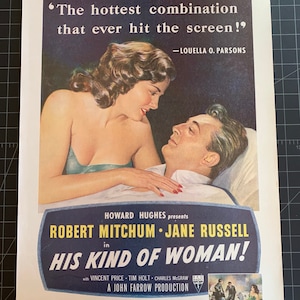 "The hottest combination
that ever hit the screen!"
—LOUELLA O. PARSONS
HOWARD HUGHES presents
ROBERT MITCHUM • JANE RUSSELL
in
HIS KIND OF WOMAN!
with VINCENT PRICE • TIM HOLT • CHARLES McGRAW
A JOHN FARROW PRODUCTION